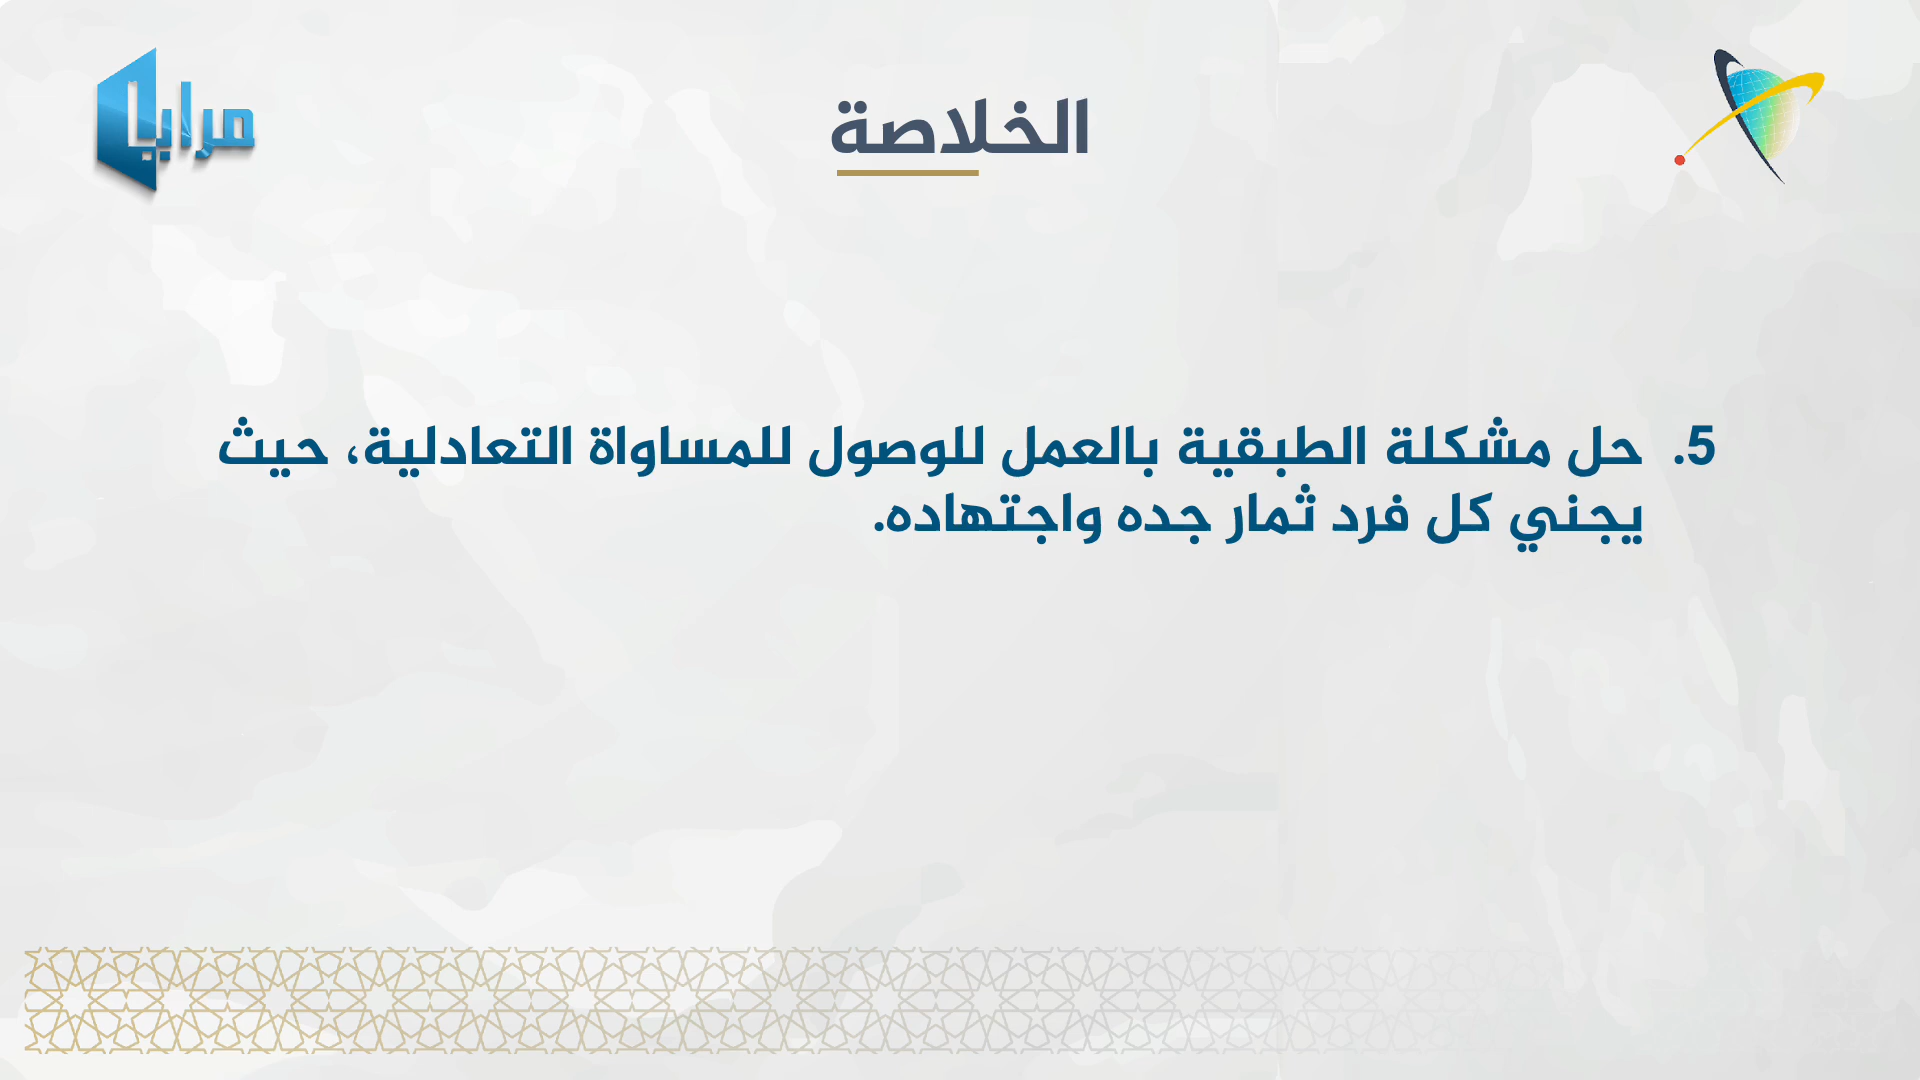 مرايا
الخلاصة
5. حل مشكلة الطبقية بالعمل للوصول للمساواة التعادلية، حيث
يجني كل فرد ثمار جده واجتهاده.